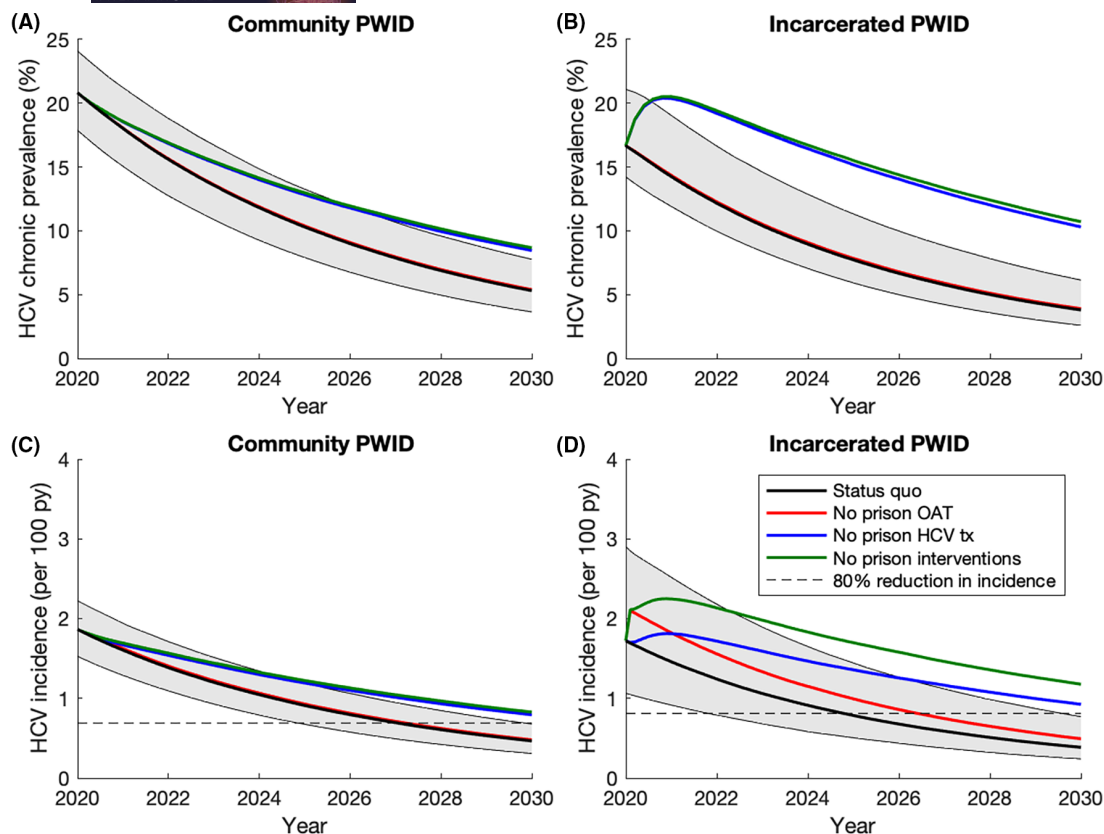 (A)
Community PWID
HCV chronic prevalence (%)
25
20
15
10
5
0
2020 2022 2024 2026 2028 2030
Year
(B)
Incarcerated PWID
HCV chronic prevalence (%)
25
20
15
10
5
0
2020 2022 2024 2026 2028 2030
Year
(C)
Community PWID
HCV incidence (per 100 py)
4
3
2
1
0
2020 2022 2024 2026 2028 2030
Year
(D)
Incarcerated PWID
HCV incidence (per 100 py)
4
3
2
1
0
Status quo
No prison OAT
No prison HCV tx
No prison interventions
80% reduction in incidence
2020 2022 2024 2026 2028 2030
Year